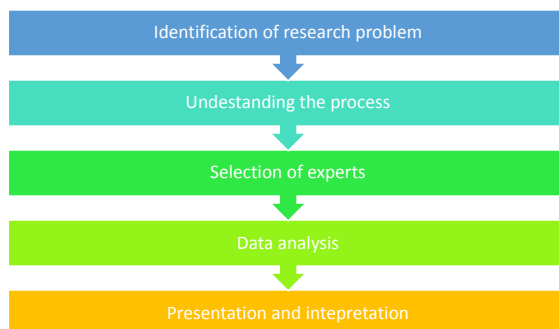 Identification of research problem
Undestanding the process
Selection of experts
Data analysis
Presentation and intepretation